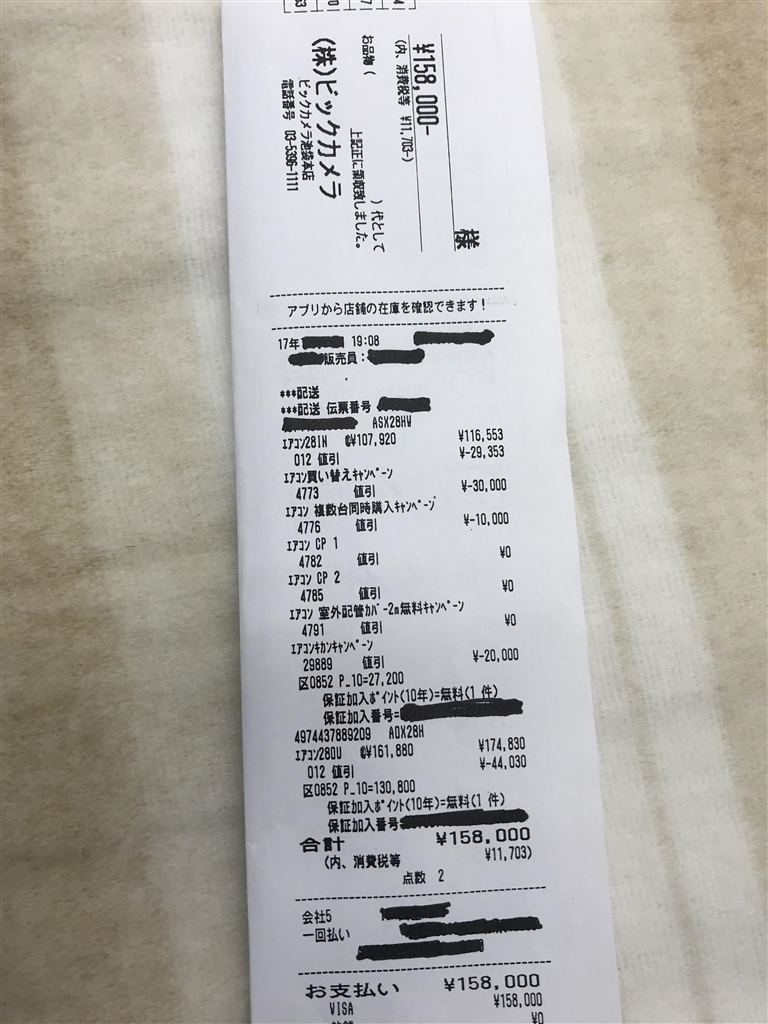 様
¥158,000-
(内、消費税等 ¥11,703-)
お品物( )代として
上記正に領収致しました。
(株)ビックカメラ
ビックカメラ池袋本店
電話番号 03-5396-1111
アプリから店舗の在庫を確認できます!
17年 19:08
販売員:
***配送
***配送 伝票番号
ASX28HW
エアコン28IN @¥107,920 ¥116,553
012 値引 ¥-29,353
エアコン買い替えキャンペーン
4773 値引 ¥-30,000
エアコン 複数台同時購入キャンペーン
4776 値引 ¥-10,000
エアコン CP 1
4782 値引 ¥0
エアコン CP 2
4785 値引 ¥0
エアコン 室外配管カバー2m無料キャンペーン
4791 値引 ¥0
エアコンキカンキャンペーン
29889 値引 ¥-20,000
区0852 P_10=27,200
保証加入ポイント(10年)=無料(1 件)
保証加入番号=
4974437889209 AOX28H
エアコン28OU @¥161,880 ¥174,830
012 値引 ¥-44,030
区0852 P_10=130,800
保証加入ポイント(10年)=無料(1 件)
保証加入番号
合計 ¥158,000
(内、消費税等 ¥11,703)
点数 2
会社5
一回払い
お支払い ¥158,000
VISA ¥158,000
¥0